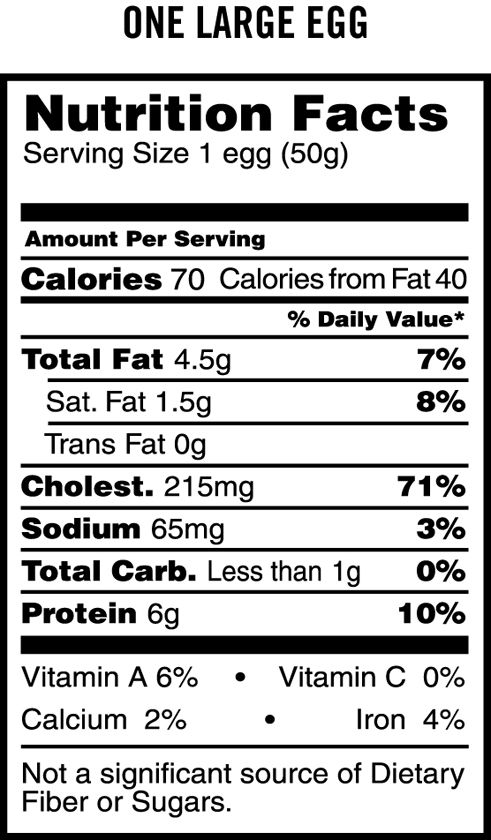 ONE LARGE EGG
Nutrition Facts
Serving Size 1 egg (50g)
Amount Per Serving
Calories 70 Calories from Fat 40
% Daily Value*
Total Fat 4.5g 7%
Sat. Fat 1.5g 8%
Trans Fat 0g
Cholest. 215mg 71%
Sodium 65mg 3%
Total Carb. Less than 1g 0%
Protein 6g 10%
Vitamin A 6% • Vitamin C 0%
Calcium 2% • Iron 4%
Not a significant source of Dietary
Fiber or Sugars.